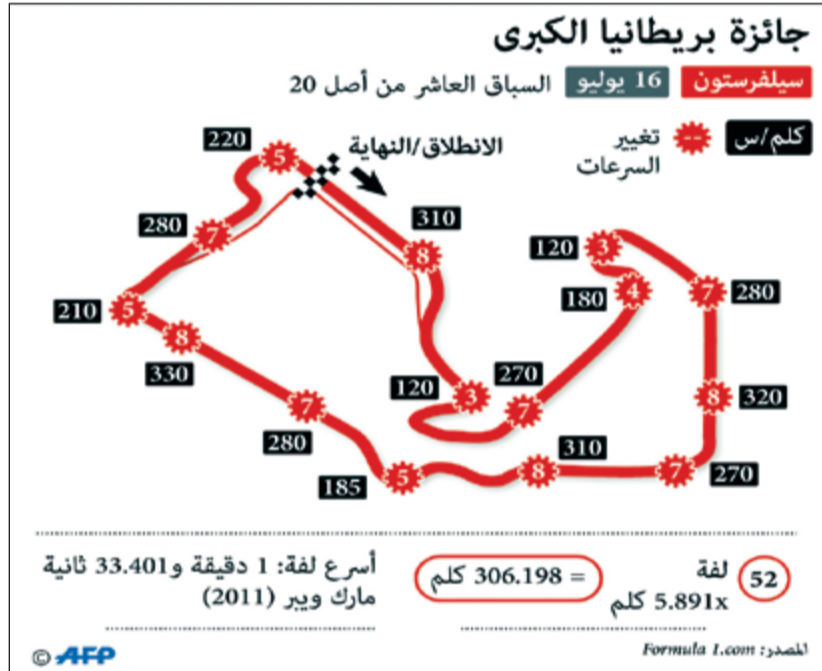 جائزة بريطانيا الكبرى
سيلفرستون 16 يوليو السباق العاشر من أصل 20
كلم/س -- تغيير السرعات
الانطلاق/النهاية
220
5
310
8
280
7
120
3
7
280
180
4
210
5
8
330
270
7
120
3
8
320
7
280
310
8
7
270
185
5
52 لفة
5.891x كلم
= 306.198 كلم
أسرع لفة: 1 دقيقة و33.401 ثانية
مارك ويبر (2011)
المصدر: Formula 1.com
© AFP